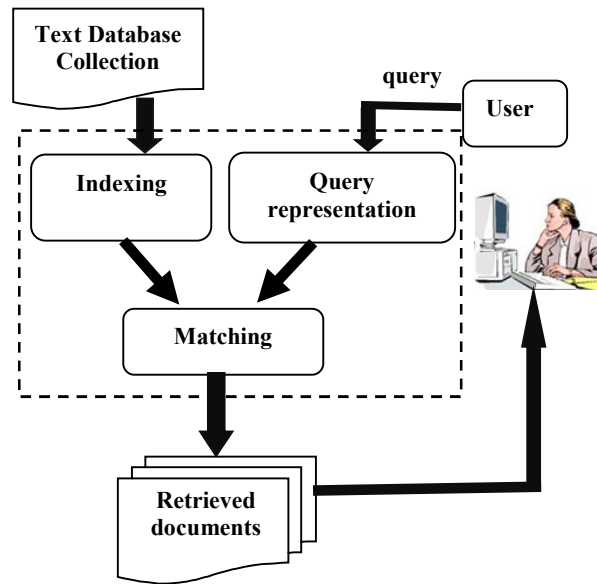 Text Database
Collection
query
User
Indexing
Query
representation
Matching
Retrieved
documents